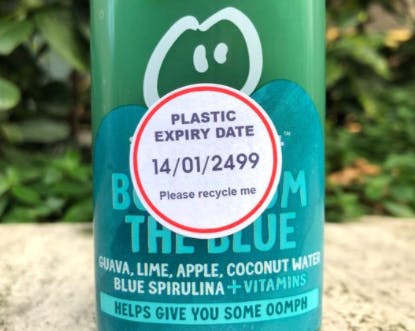 PLASTIC
EXPIRY DATE
14/01/2499
Please recycle me
THE BLUE
GUAVA, LIME, APPLE, COCONUT WATER
BLUE SPIRULINA + VITAMINS
HELPS GIVE YOU SOME OOMPH